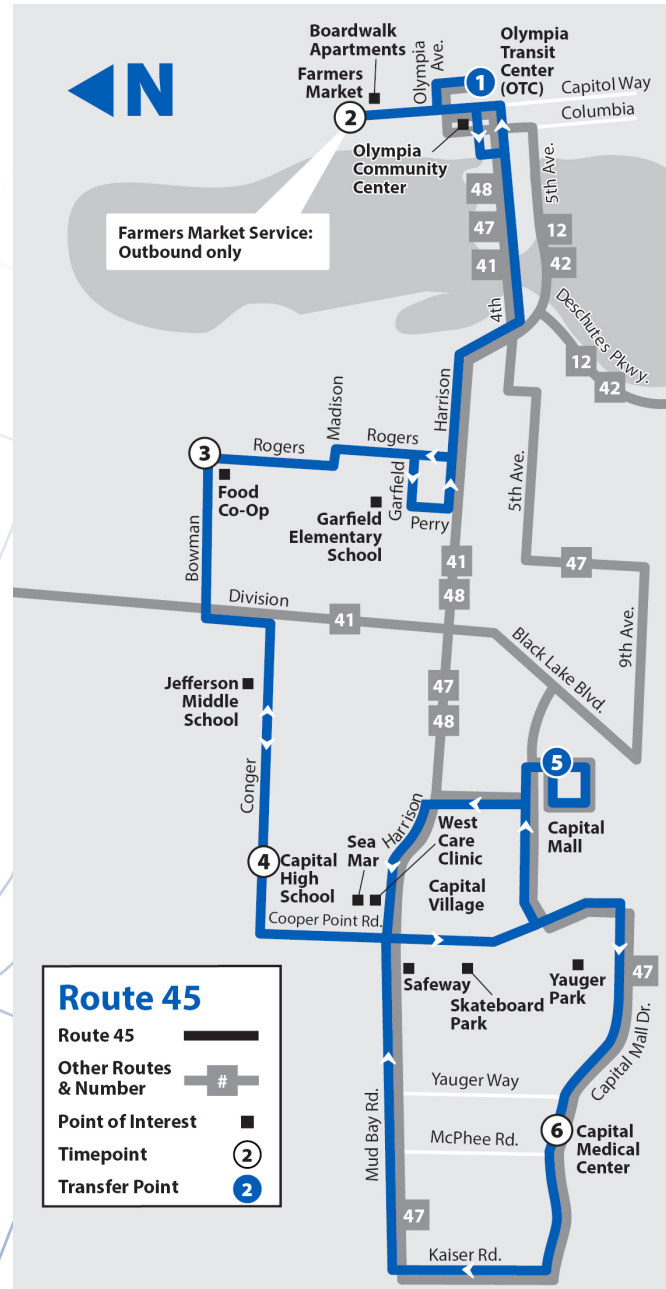 Boardwalk
Apartments
Farmers
Market
Olympia
Ave.
1
Olympia
Transit
Center
(OTC)
N
Capitol Way
Columbia
2
Olympia
Community
Center
5th Ave.
48
47
41
12
42
Farmers Market Service:
Outbound only
4th
Deschutes Pkwy.
12
42
Madison
Harrison
3
Rogers
Rogers
Food
Co-Op
Garfield
Garfield
Elementary
School
Perry
5th Ave.
Bowman
41
48
47
Division
41
9th Ave.
Black Lake Blvd.
Jefferson
Middle
School
47
48
Conger
5
Capital
Mall
Harrison
West
Care
Clinic
Sea
Mar
4
Capital
High
School
Capital
Village
Cooper Point Rd.
Safeway
Skateboard
Park
Yauger
Park
47
Capital Mall Dr.
Route 45
Route 45
Other Routes
& Number
#
Point of Interest
Timepoint
2
Transfer Point
2
Mud Bay Rd.
Yauger Way
McPhee Rd.
6
Capital
Medical
Center
47
Kaiser Rd.